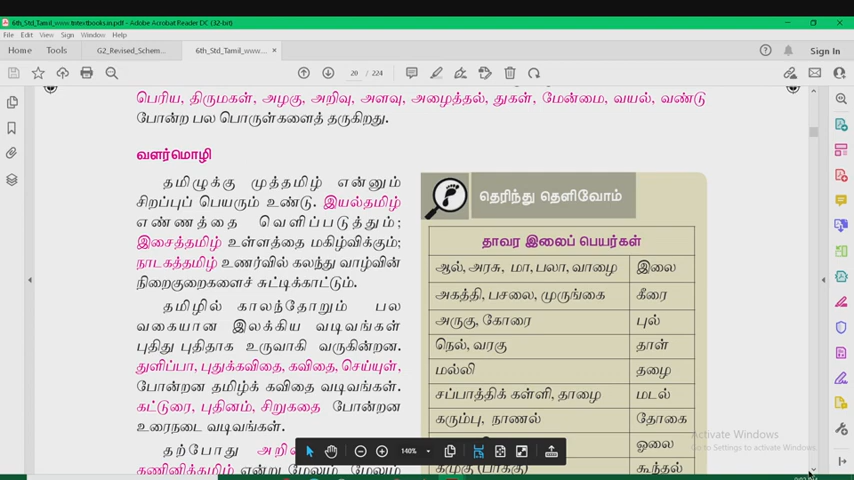 6th_Std_Tamil_www.tntextbooks.in.pdf - Adobe Acrobat Reader DC (32-bit)
File Edit View Sign Window Help
Home Tools G2_Revised_Schem... 6th_Std_Tamil_www.... × Sign In
20 / 224
பெரிய, திருமகள், அழகு, அறிவு, அளவு, அழைத்தல், துகள், மேன்மை, வயல், வண்டு
போன்ற பல பொருள்களைத் தருகிறது.
வளர்மொழி
தமிழுக்கு முத்தமிழ் என்னும்
சிறப்புப் பெயரும் உண்டு. இயல்தமிழ்
எண்ணத்தை வெளிப்படுத்தும்;
இசைத்தமிழ் உள்ளத்தை மகிழ்விக்கும்;
நாடகத்தமிழ் உணர்வில் கலந்து வாழ்வின்
நிறைகுறைகளைச் சுட்டிக்காட்டும்.
தமிழில் காலந்தோறும் பல
வகையான இலக்கிய வடிவங்கள்
புதிது புதிதாக உருவாகி வருகின்றன.
துளிப்பா, புதுக்கவிதை, கவிதை, செய்யுள்,
போன்றன தமிழ்க் கவிதை வடிவங்கள்.
கட்டுரை, புதினம், சிறுகதை போன்றன
உரைநடை வடிவங்கள்.
தற்போது
கணினித்தமிழ் என்று மேலும் மேலும்
தெரிந்து தெளிவோம்
தாவர இலைப் பெயர்கள்
ஆல், அரசு, மா, பலா, வாழை இலை
அகத்தி, பசலை, முருங்கை கீரை
அருகு, கோரை புல்
நெல், வரகு தாள்
மல்லி தழை
சப்பாத்திக் கள்ளி, தாழை மடல்
கரும்பு, நாணல் தோகை
ஓலை
கமுகு (பாக்கு) கூந்தல்
140%
Activate Windows
Go to Settings to activate Windows.